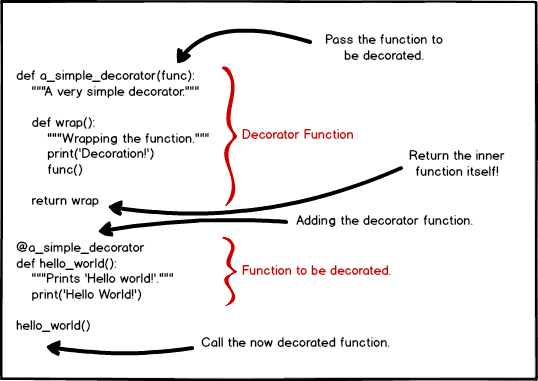 Pass the function to
be decorated.
def a_simple_decorator(func):
"""A very simple decorator."""
def wrap():
"""Wrapping the function."""
print('Decoration!')
func()
Decorator Function
Return the inner
function itself!
return wrap
Adding the decorator function.
@a_simple_decorator
def hello_world():
"""Prints 'Hello world!'."""
print('Hello World!')
Function to be decorated.
hello_world()
Call the now decorated function.